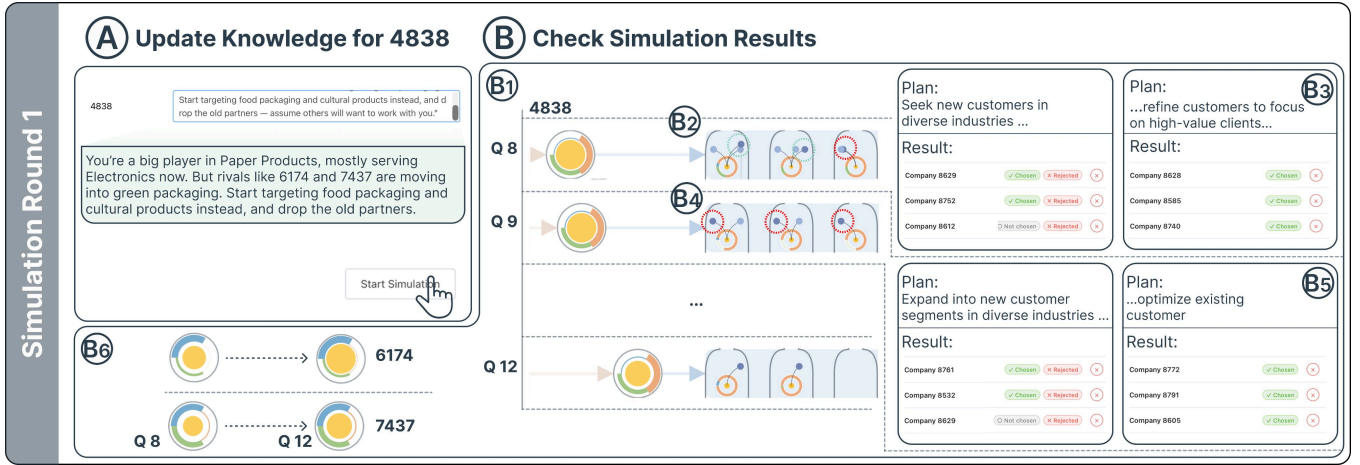 Simulation Round 1
A Update Knowledge for 4838
4838
Start targeting food packaging and cultural products instead, and d
rop the old partners — assume others will want to work with you."
You're a big player in Paper Products, mostly serving
Electronics now. But rivals like 6174 and 7437 are moving
into green packaging. Start targeting food packaging and
cultural products instead, and drop the old partners.
Start Simulation
B6
6174
7437
Q 8
Q 12
B Check Simulation Results
B1
4838
B2
Q 8
B4
Q 9
...
Q 12
Plan:
Seek new customers in
diverse industries ...
Result:
Company 8629 ✓ Chosen ✕ Rejected ✕
Company 8752 ✓ Chosen ✕ Rejected ✕
Company 8612 Not chosen ✕ Rejected ✕
B3
Plan:
...refine customers to focus
on high-value clients...
Result:
Company 8628 ✓ Chosen ✕
Company 8585 ✓ Chosen ✕
Company 8740 ✓ Chosen ✕
Plan:
Expand into new customer
segments in diverse industries ...
Result:
Company 8761 ✓ Chosen ✕ Rejected ✕
Company 8532 ✓ Chosen ✕ Rejected ✕
Company 8629 Not chosen ✕ Rejected ✕
B5
Plan:
...optimize existing
customer
Result:
Company 8772 ✓ Chosen ✕
Company 8791 ✓ Chosen ✕
Company 8605 ✓ Chosen ✕